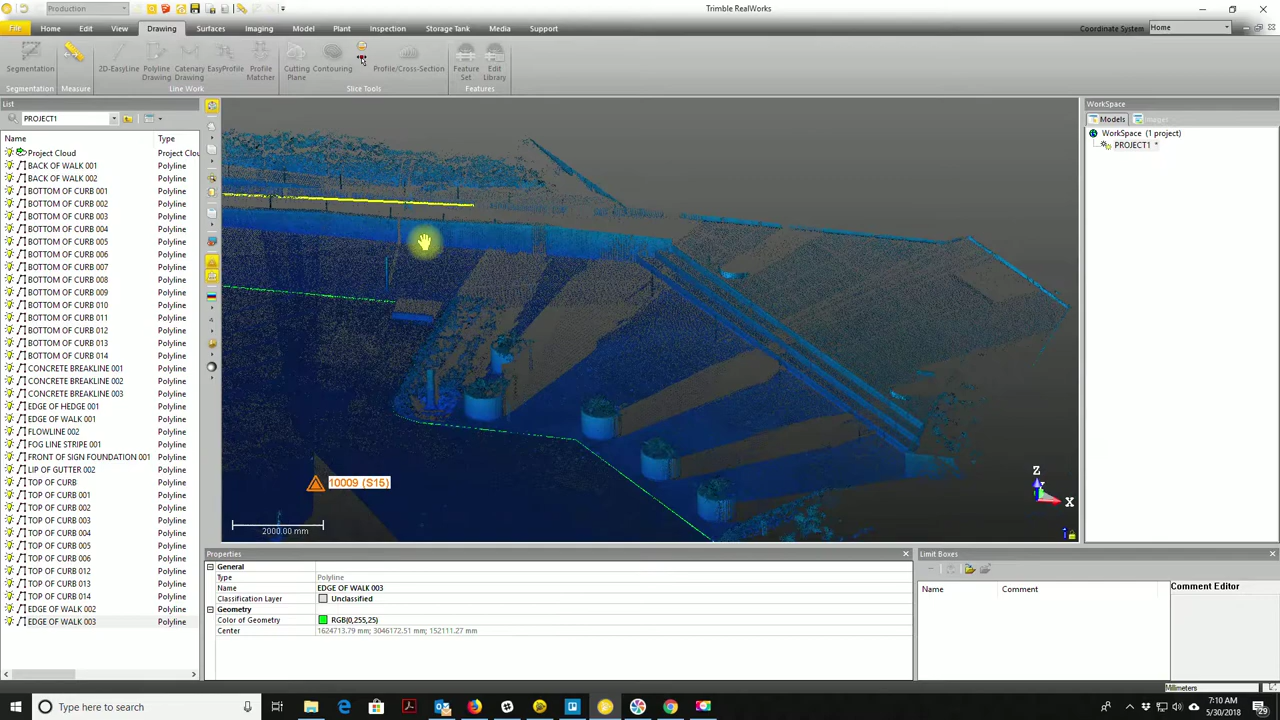 Production
Trimble RealWorks
File Home Edit View Drawing Surfaces Imaging Model Plant Inspection Storage Tank Media Support
Coordinate System Home
Segmentation 2D-EasyLine Polyline Drawing Catenary Drawing EasyProfile Profile Matcher Cutting Plane Contouring Profile/Cross-Section Feature Set Edit Library
Segmentation Measure Line Work Slice Tools Features
List
PROJECT1
Name Type
Project Cloud Project Clou
BACK OF WALK 001 Polyline
BACK OF WALK 002 Polyline
BOTTOM OF CURB 001 Polyline
BOTTOM OF CURB 002 Polyline
BOTTOM OF CURB 003 Polyline
BOTTOM OF CURB 004 Polyline
BOTTOM OF CURB 005 Polyline
BOTTOM OF CURB 006 Polyline
BOTTOM OF CURB 007 Polyline
BOTTOM OF CURB 008 Polyline
BOTTOM OF CURB 009 Polyline
BOTTOM OF CURB 010 Polyline
BOTTOM OF CURB 011 Polyline
BOTTOM OF CURB 012 Polyline
BOTTOM OF CURB 013 Polyline
BOTTOM OF CURB 014 Polyline
CONCRETE BREAKLINE 001 Polyline
CONCRETE BREAKLINE 002 Polyline
CONCRETE BREAKLINE 003 Polyline
EDGE OF HEDGE 001 Polyline
EDGE OF WALK 001 Polyline
FLOWLINE 002 Polyline
FOG LINE STRIPE 001 Polyline
FRONT OF SIGN FOUNDATION 001 Polyline
LIP OF GUTTER 002 Polyline
TOP OF CURB Polyline
TOP OF CURB 001 Polyline
TOP OF CURB 002 Polyline
TOP OF CURB 003 Polyline
TOP OF CURB 004 Polyline
TOP OF CURB 005 Polyline
TOP OF CURB 006 Polyline
TOP OF CURB 012 Polyline
TOP OF CURB 013 Polyline
TOP OF CURB 014 Polyline
EDGE OF WALK 002 Polyline
EDGE OF WALK 003 Polyline
10009 (S15)
2000.00 mm
Z
Y
X
WorkSpace
Models Images
WorkSpace (1 project)
PROJECT1 *
Properties
General
Type Polyline
Name EDGE OF WALK 003
Classification Layer Unclassified
Geometry
Color of Geometry RGB(0,255,25)
Center 1624713.79 mm; 3046172.51 mm; 152111.27 mm
Limit Boxes
Name Comment
Comment Editor
Millimeters
Type here to search
7:10 AM
5/30/2018
29